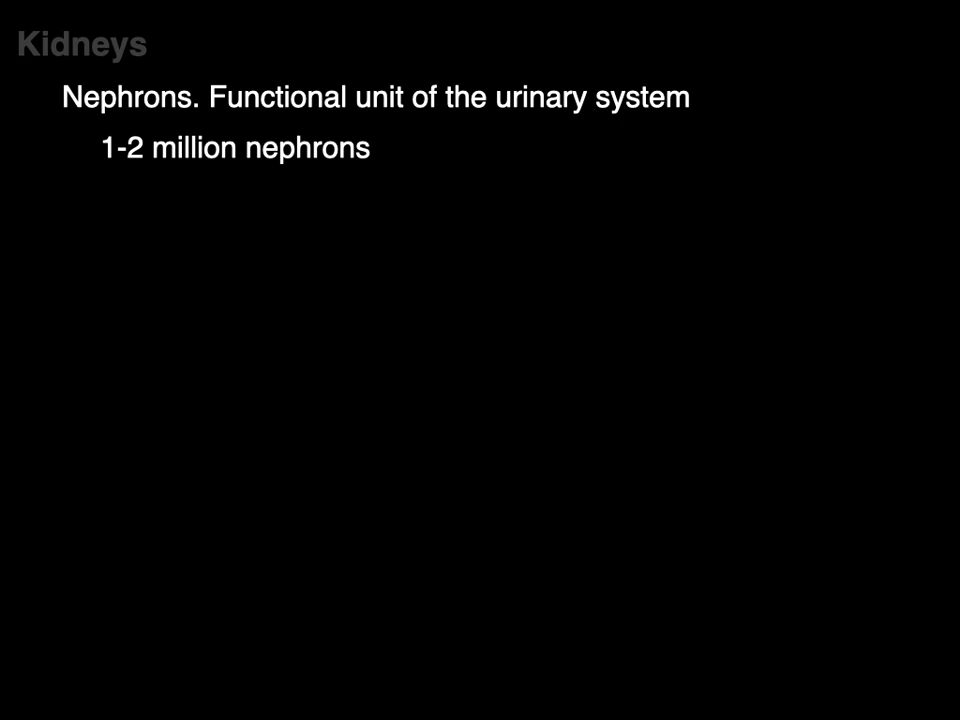 Kidneys
Nephrons. Functional unit of the urinary system
1-2 million nephrons